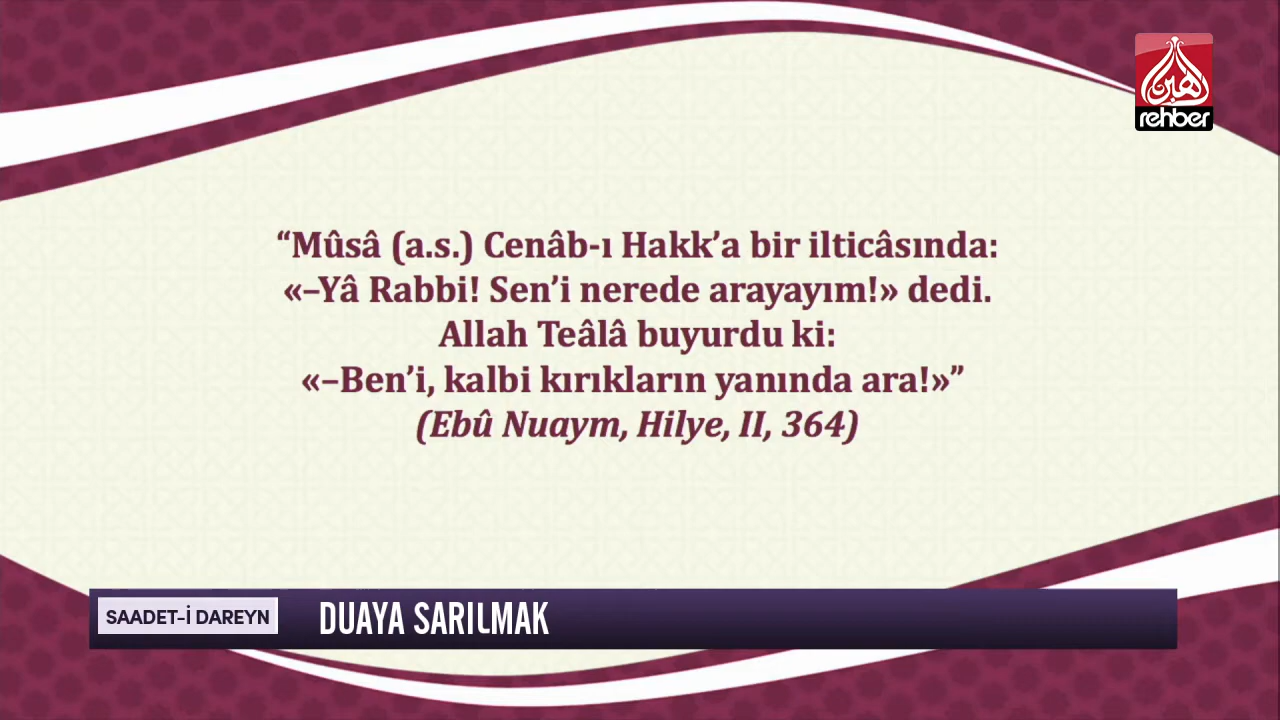 رهبر
rehber
“Mûsâ (a.s.) Cenâb-ı Hakk’a bir ilticâsında:
«–Yâ Rabbi! Sen’i nerede arayayım!» dedi.
Allah Teâlâ buyurdu ki:
«–Ben’i, kalbi kırıkların yanında ara!»”
(Ebû Nuaym, Hilye, II, 364)
SAADET-İ DAREYN
DUAYA SARILMAK